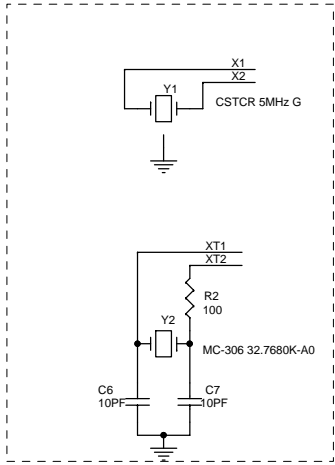 X1
X2
Y1
CSTCR 5MHz G
XT1
XT2
R2
100
Y2
MC-306 32.7680K-A0
C6
10PF
C7
10PF